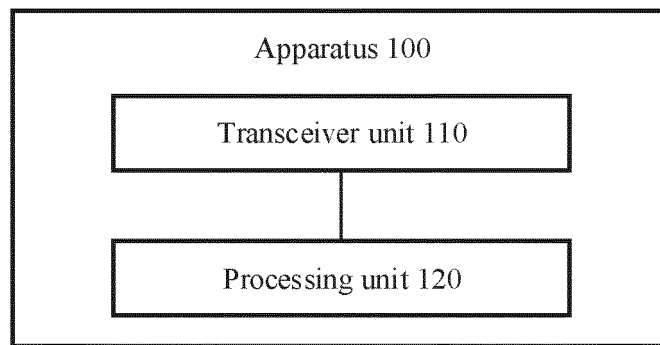 Apparatus 100
Transceiver unit 110
Processing unit 120